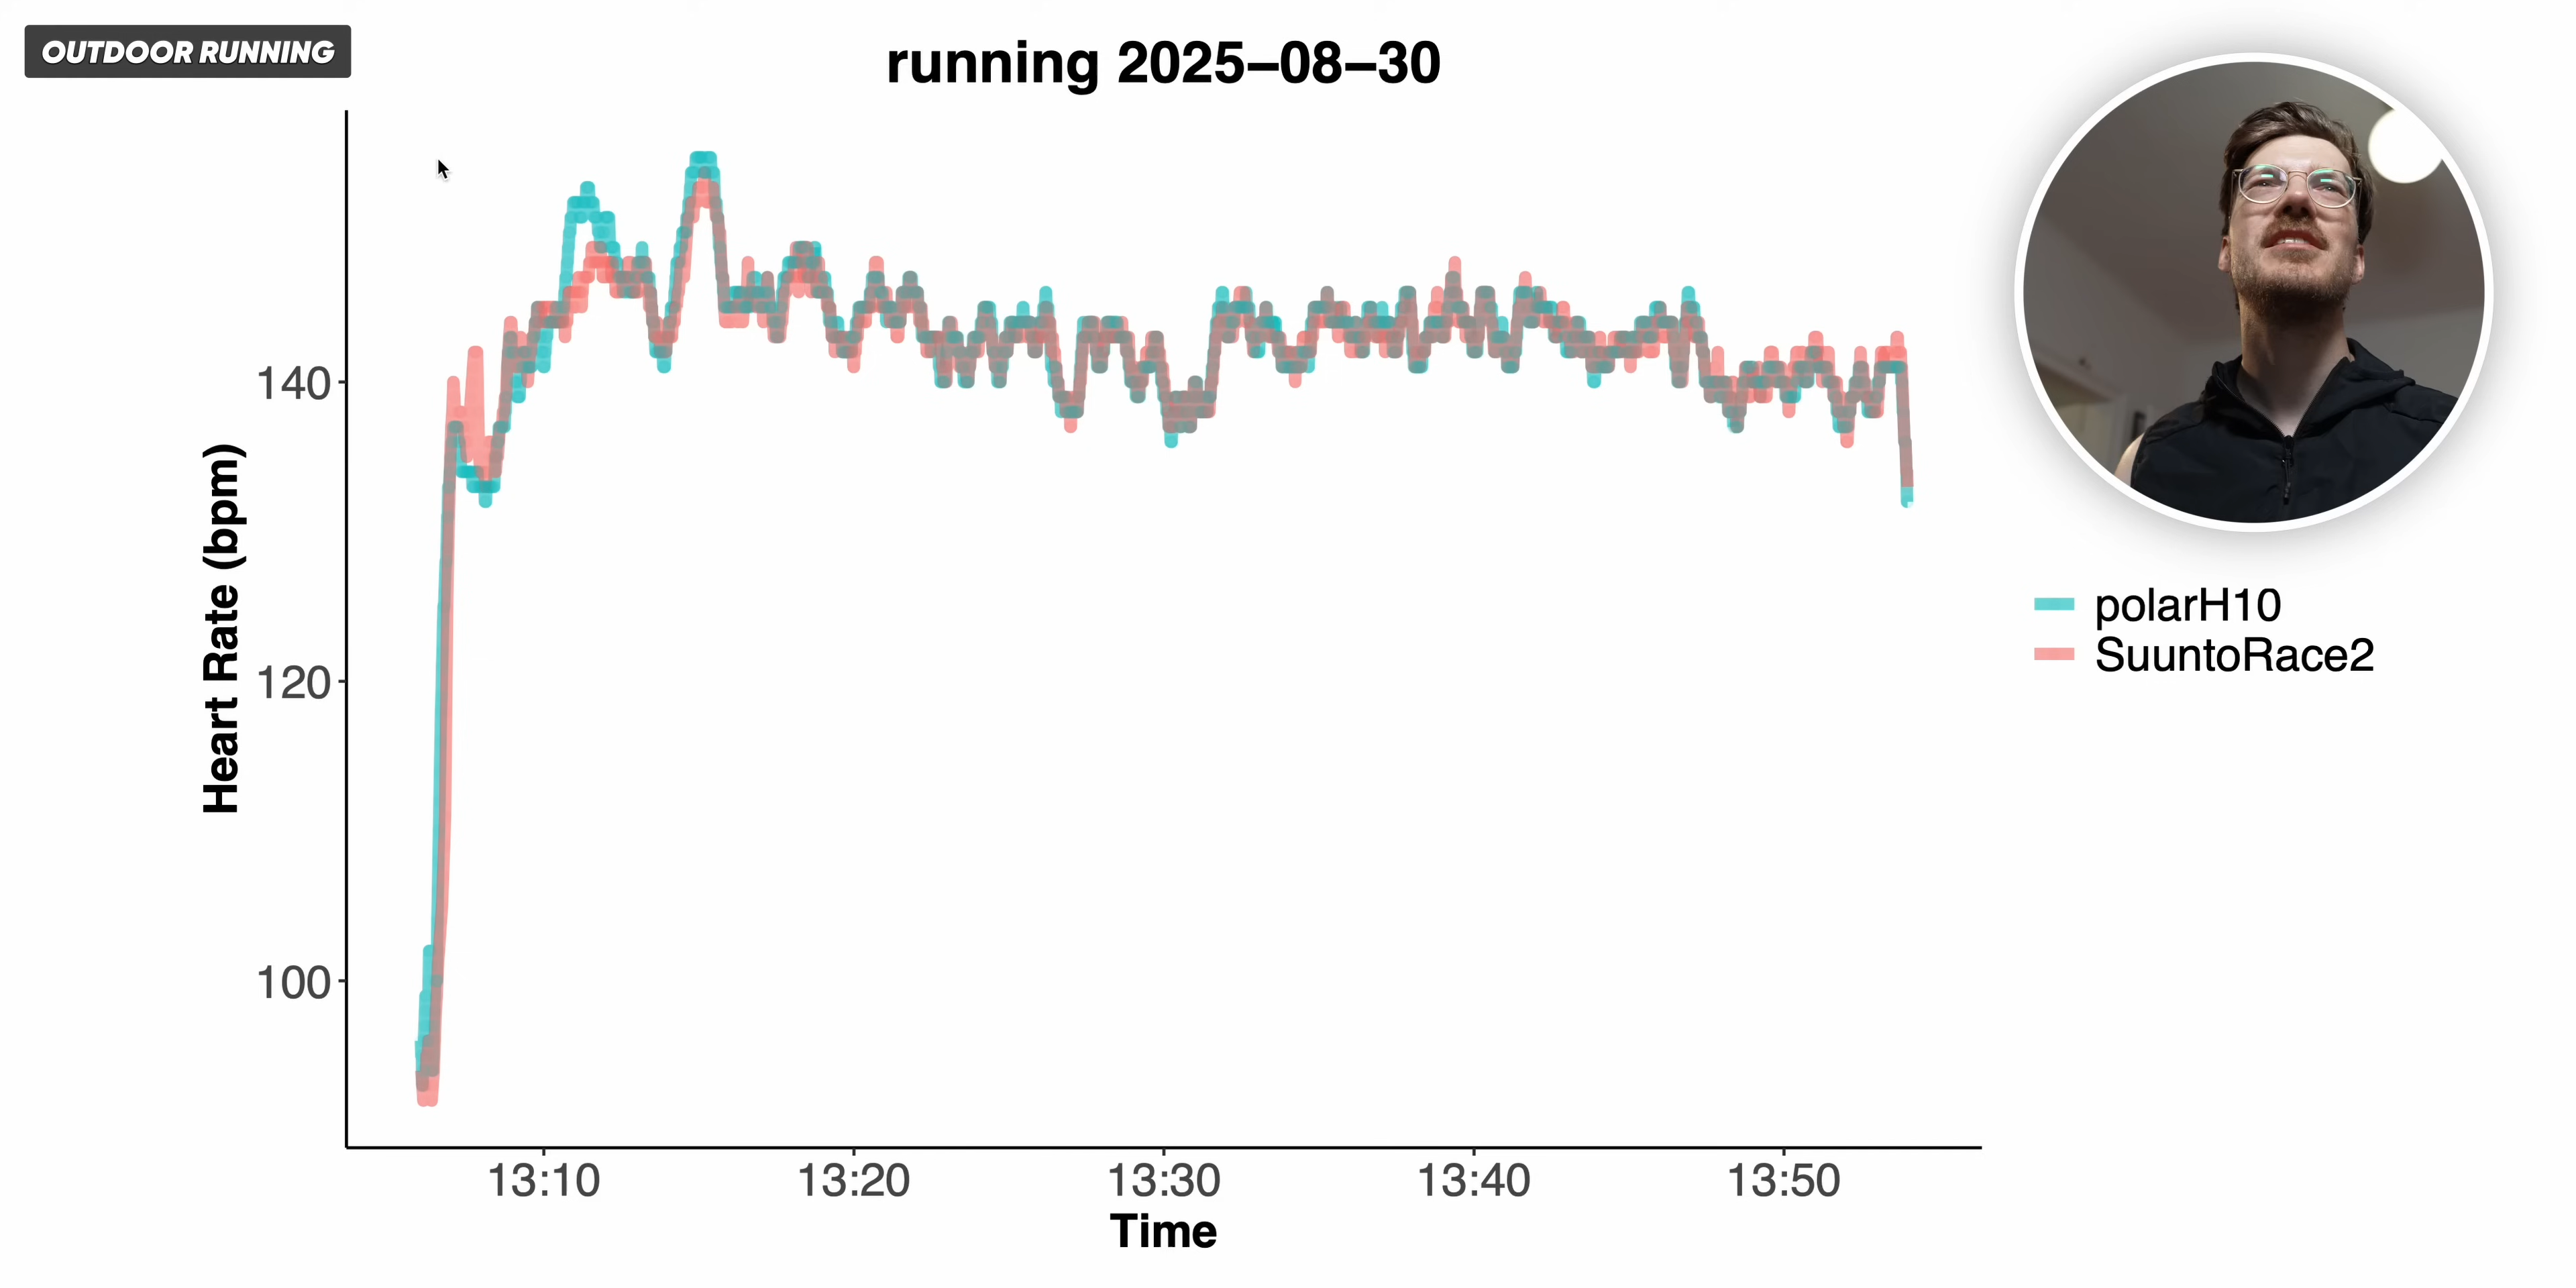 OUTDOOR RUNNING
running 2025–08–30
Heart Rate (bpm)
140
120
100
13:10
13:20
13:30
13:40
13:50
Time
polarH10
SuuntoRace2